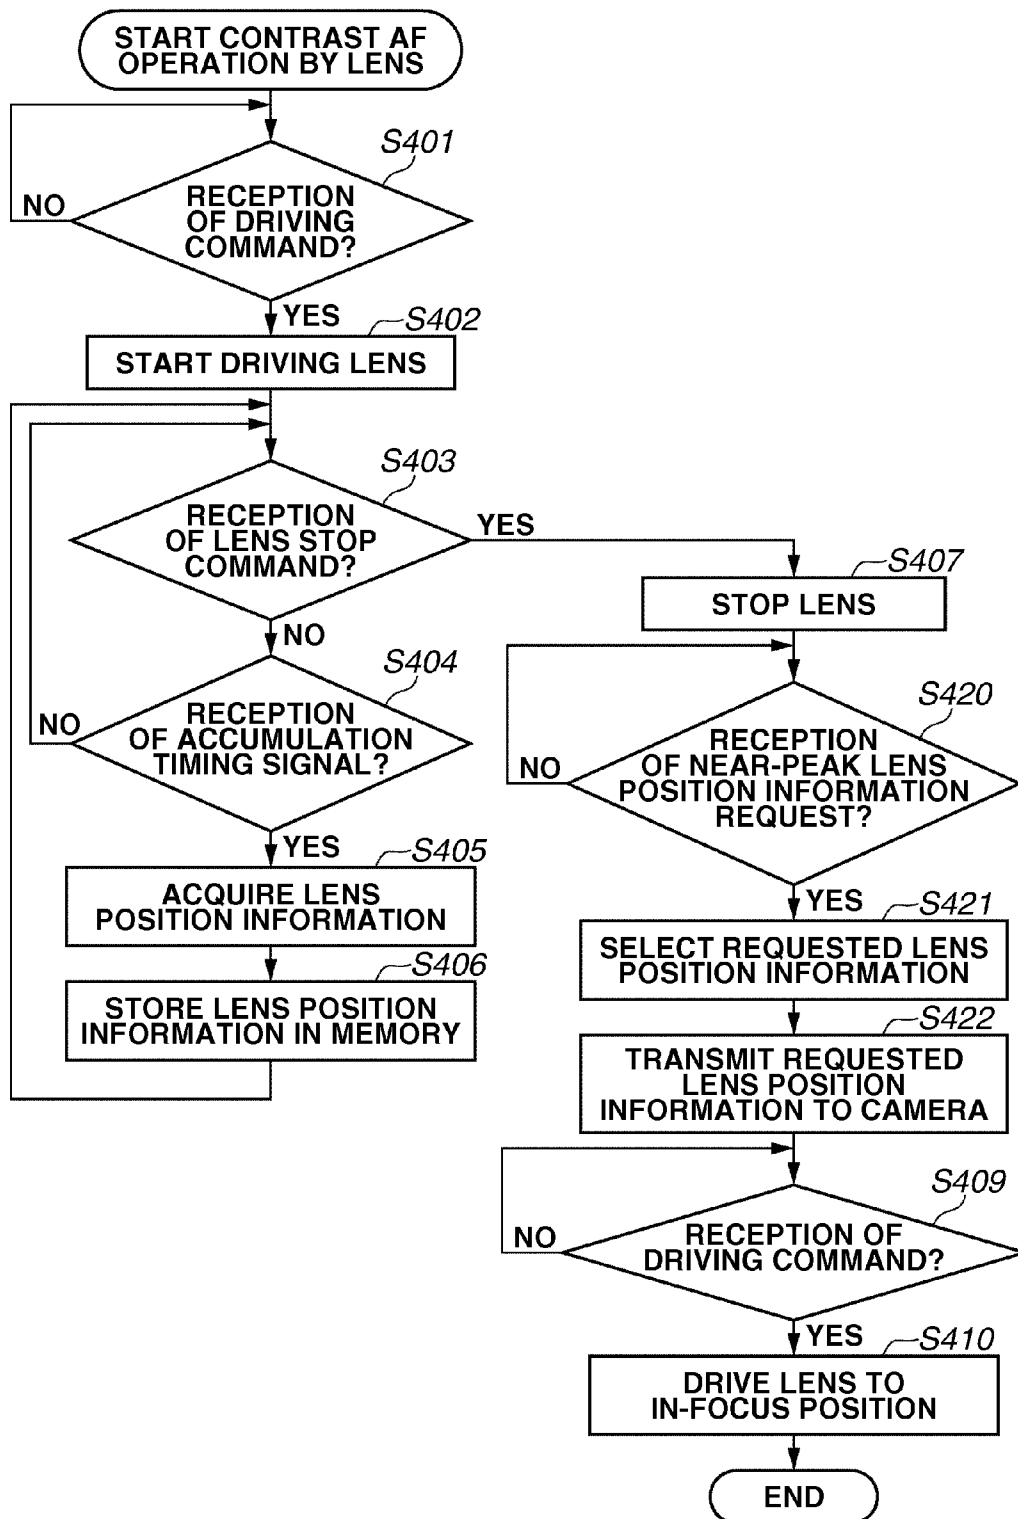 START CONTRAST AF
OPERATION BY LENS
S401
RECEPTION
OF DRIVING
COMMAND?
NO
YES
S402
START DRIVING LENS
S403
RECEPTION
OF LENS STOP
COMMAND?
YES
NO
S404
RECEPTION
OF ACCUMULATION
TIMING SIGNAL?
NO
YES
S405
ACQUIRE LENS
POSITION INFORMATION
S406
STORE LENS POSITION
INFORMATION IN MEMORY
S407
STOP LENS
S420
RECEPTION
OF NEAR-PEAK LENS
POSITION INFORMATION
REQUEST?
NO
YES
S421
SELECT REQUESTED LENS
POSITION INFORMATION
S422
TRANSMIT REQUESTED
LENS POSITION
INFORMATION TO CAMERA
S409
RECEPTION OF
DRIVING COMMAND?
NO
YES
S410
DRIVE LENS TO
IN-FOCUS POSITION
END